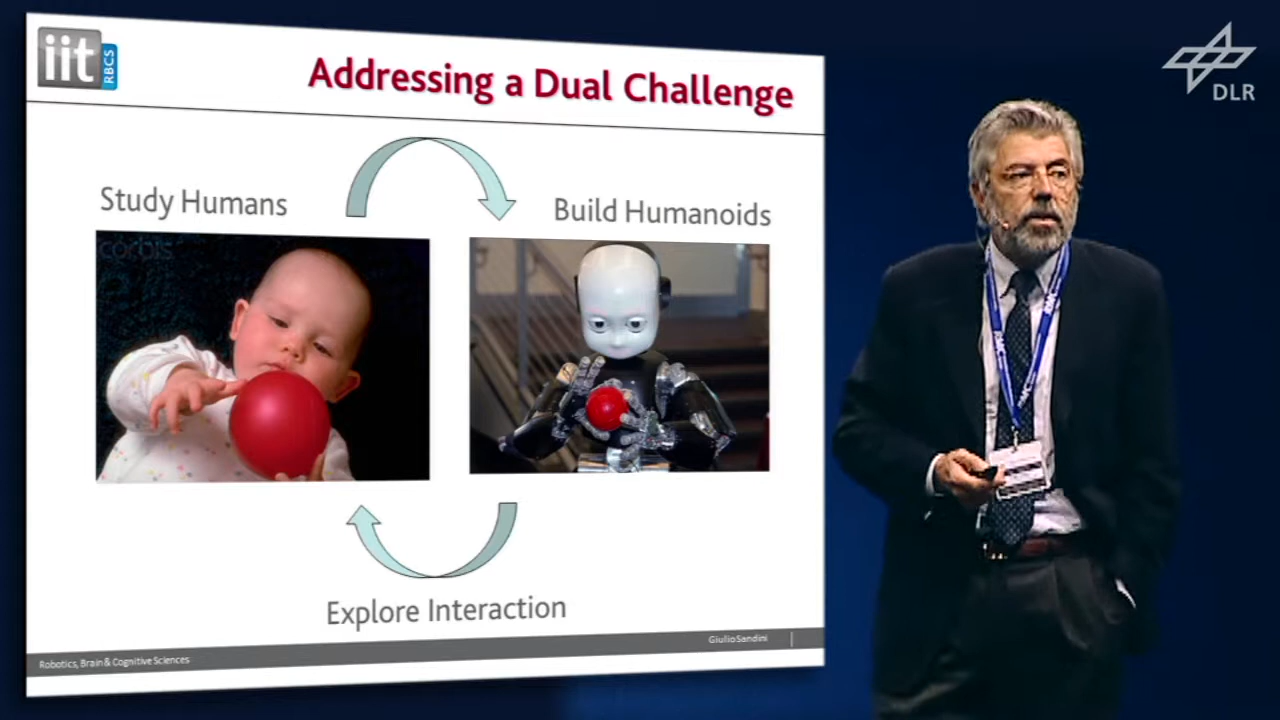 iit
RBCS
Addressing a Dual Challenge
DLR
Study Humans
Build Humanoids
corbis
Explore Interaction
Giulio Sandini
Robotics, Brain & Cognitive Sciences